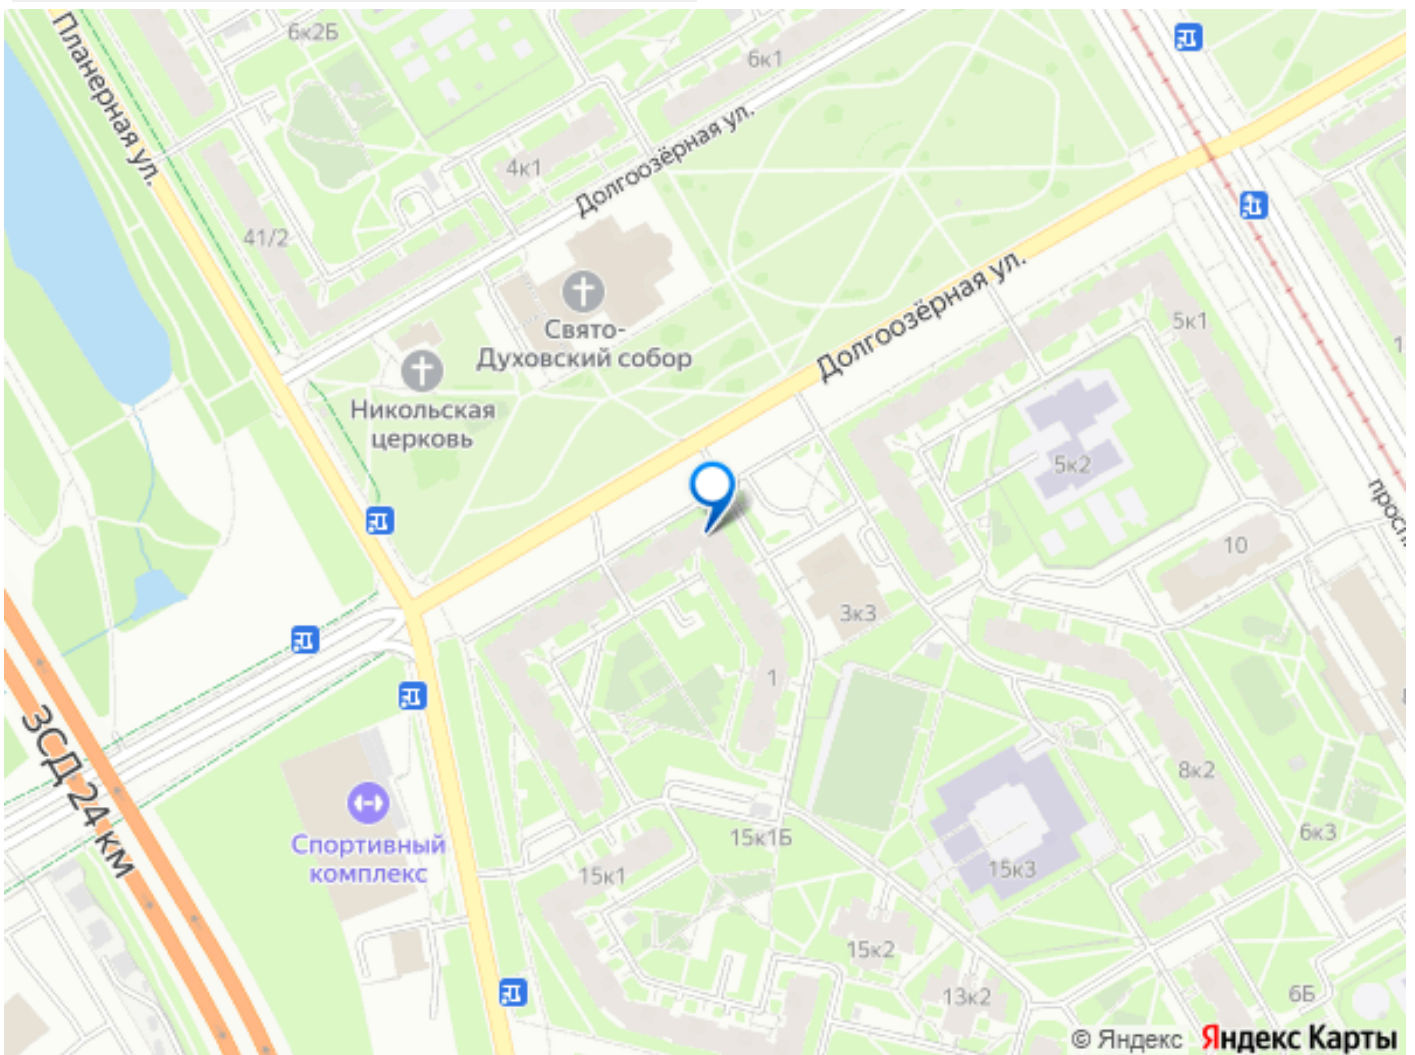 Планерная ул.
6к2Б
6к1
Долгоозёрная ул.
4к1
41/2
Свято-
Духовский собор
Никольская
церковь
Долгоозёрная ул.
5к1
5к2
10
3к3
1
ЗСД 24 км
Спортивный
комплекс
15к1Б
15к1
15к3
8к2
6к3
15к2
13к2
6Б
© Яндекс Яндекс Карты